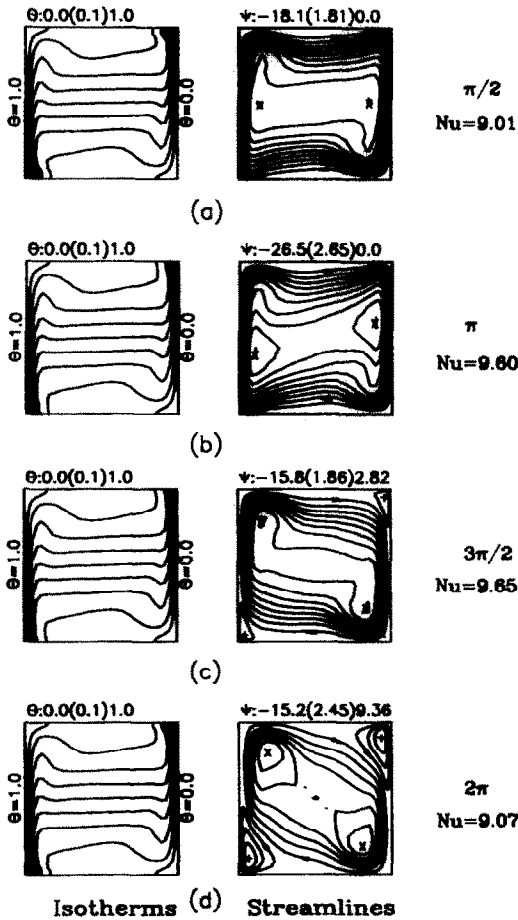 Θ:0.0(0.1)1.0 ψ:-18.1(1.81)0.0
Θ=1.0 Θ=0.0 π/2
Nu=9.01
(a)
Θ:0.0(0.1)1.0 ψ:-26.5(2.65)0.0
Θ=1.0 Θ=0.0 π
Nu=9.60
(b)
Θ:0.0(0.1)1.0 ψ:-15.8(1.86)2.82
Θ=1.0 Θ=0.0 3π/2
Nu=9.65
(c)
Θ:0.0(0.1)1.0 ψ:-15.2(2.45)9.36
Θ=1.0 Θ=0.0 2π
Nu=9.07
Isotherms (d) Streamlines